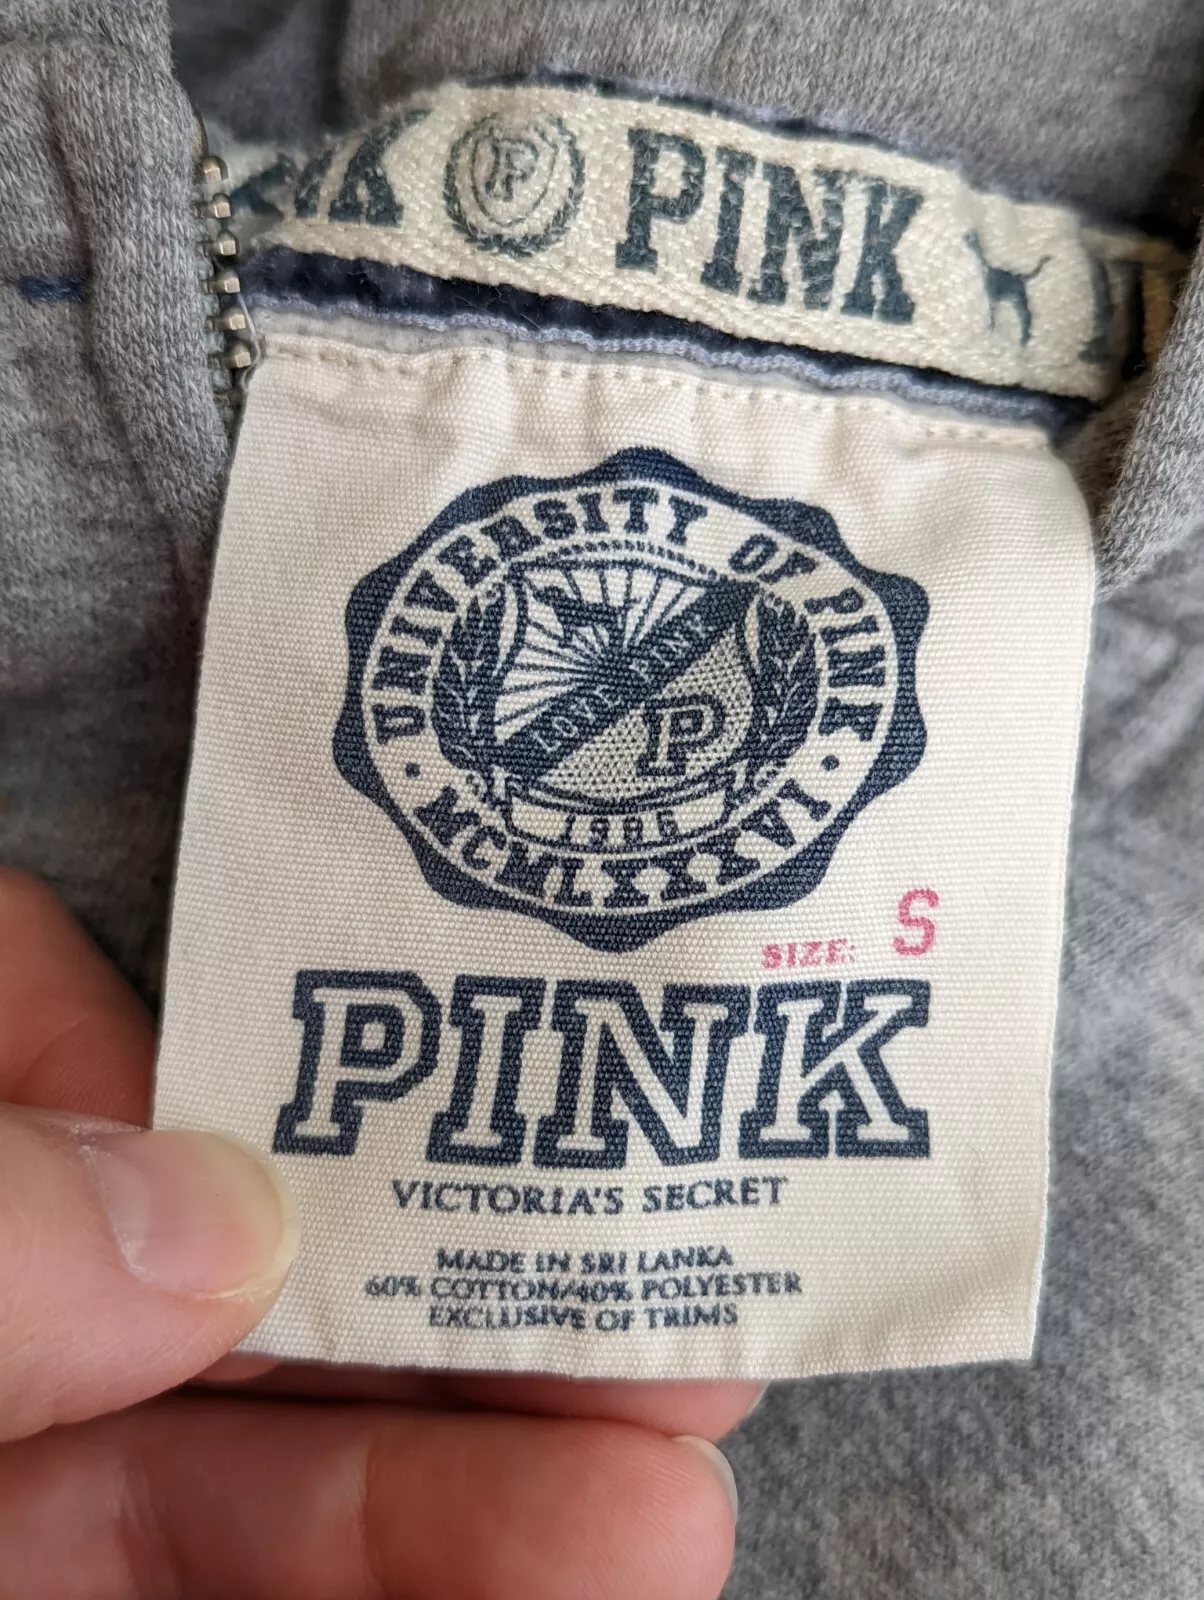 PINK
UNIVERSITY OF PINK
LOVE PINK
P
1986
MCMLXXXVI
SIZE: S
PINK
VICTORIA'S SECRET
MADE IN SRI LANKA
60% COTTON/40% POLYESTER
EXCLUSIVE OF TRIMS